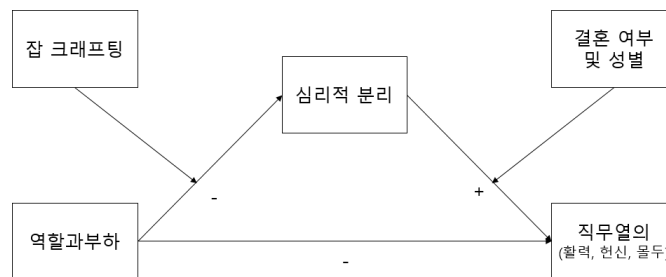 잡 크래프팅
결혼 여부
및 성별
심리적 분리
-
+
역할과부하
직무열의
(활력, 헌신, 몰두)
-